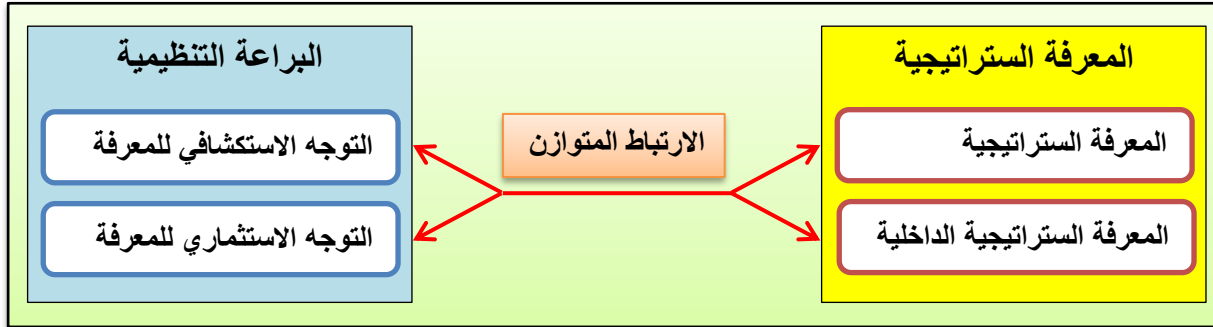 المعرفة الستراتيجية
المعرفة الستراتيجية
المعرفة الستراتيجية الداخلية
الارتباط المتوازن
البراعة التنظيمية
التوجه الاستكشافي للمعرفة
التوجه الاستثماري للمعرفة